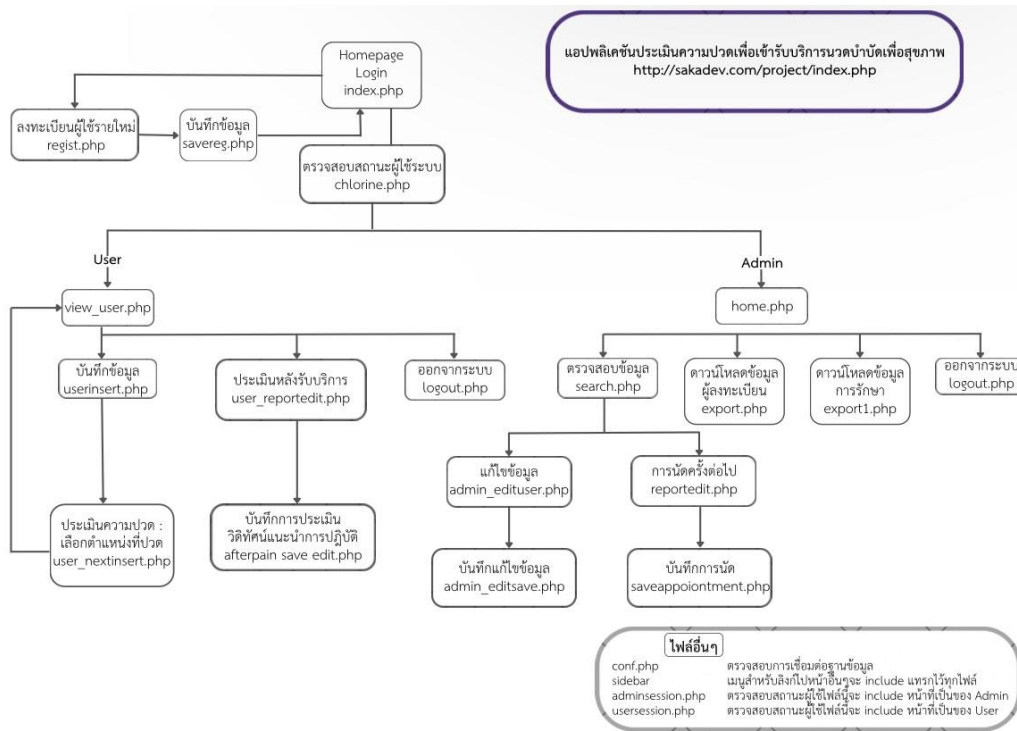 แอปพลิเคชันประเมินความปวดเพื่อเข้ารับบริการนวดบำบัดเพื่อสุขภาพ
http://sakadev.com/project/index.php
Homepage
Login
index.php
ลงทะเบียนผู้ใช้รายใหม่
regist.php
บันทึกข้อมูล
savereg.php
ตรวจสอบสถานะผู้ใช้ระบบ
chlorine.php
User
Admin
view_user.php
home.php
บันทึกข้อมูล
userinsert.php
ประเมินหลังรับบริการ
user_reportedit.php
ออกจากระบบ
logout.php
ตรวจสอบข้อมูล
search.php
ดาวน์โหลดข้อมูล
ผู้ลงทะเบียน
export.php
ดาวน์โหลดข้อมูล
การรักษา
export1.php
ออกจากระบบ
logout.php
แก้ไขข้อมูล
admin_edituser.php
การนัดครั้งต่อไป
reportedit.php
ประเมินความปวด :
เลือกตำแหน่งที่ปวด
user_nextinsert.php
บันทึกการประเมิน
วิดิทัศน์แนะนำการปฎิบัติ
afterpain save edit.php
บันทึกแก้ไขข้อมูล
admin_editsave.php
บันทึกการนัด
saveappoiontment.php
ไฟล์อื่นๆ
conf.php ตรวจสอบการเชื่อมต่อฐานข้อมูล
sidebar เมนูสำหรับลิงก์ไปหน้าอื่นๆจะ include แทรกไว้ทุกไฟล์
adminsession.php ตรวจสอบสถานะผู้ใช้ไฟล์นี้จะ include หน้าที่เป็นของ Admin
usersession.php ตรวจสอบสถานะผู้ใช้ไฟล์นี้จะ include หน้าที่เป็นของ User